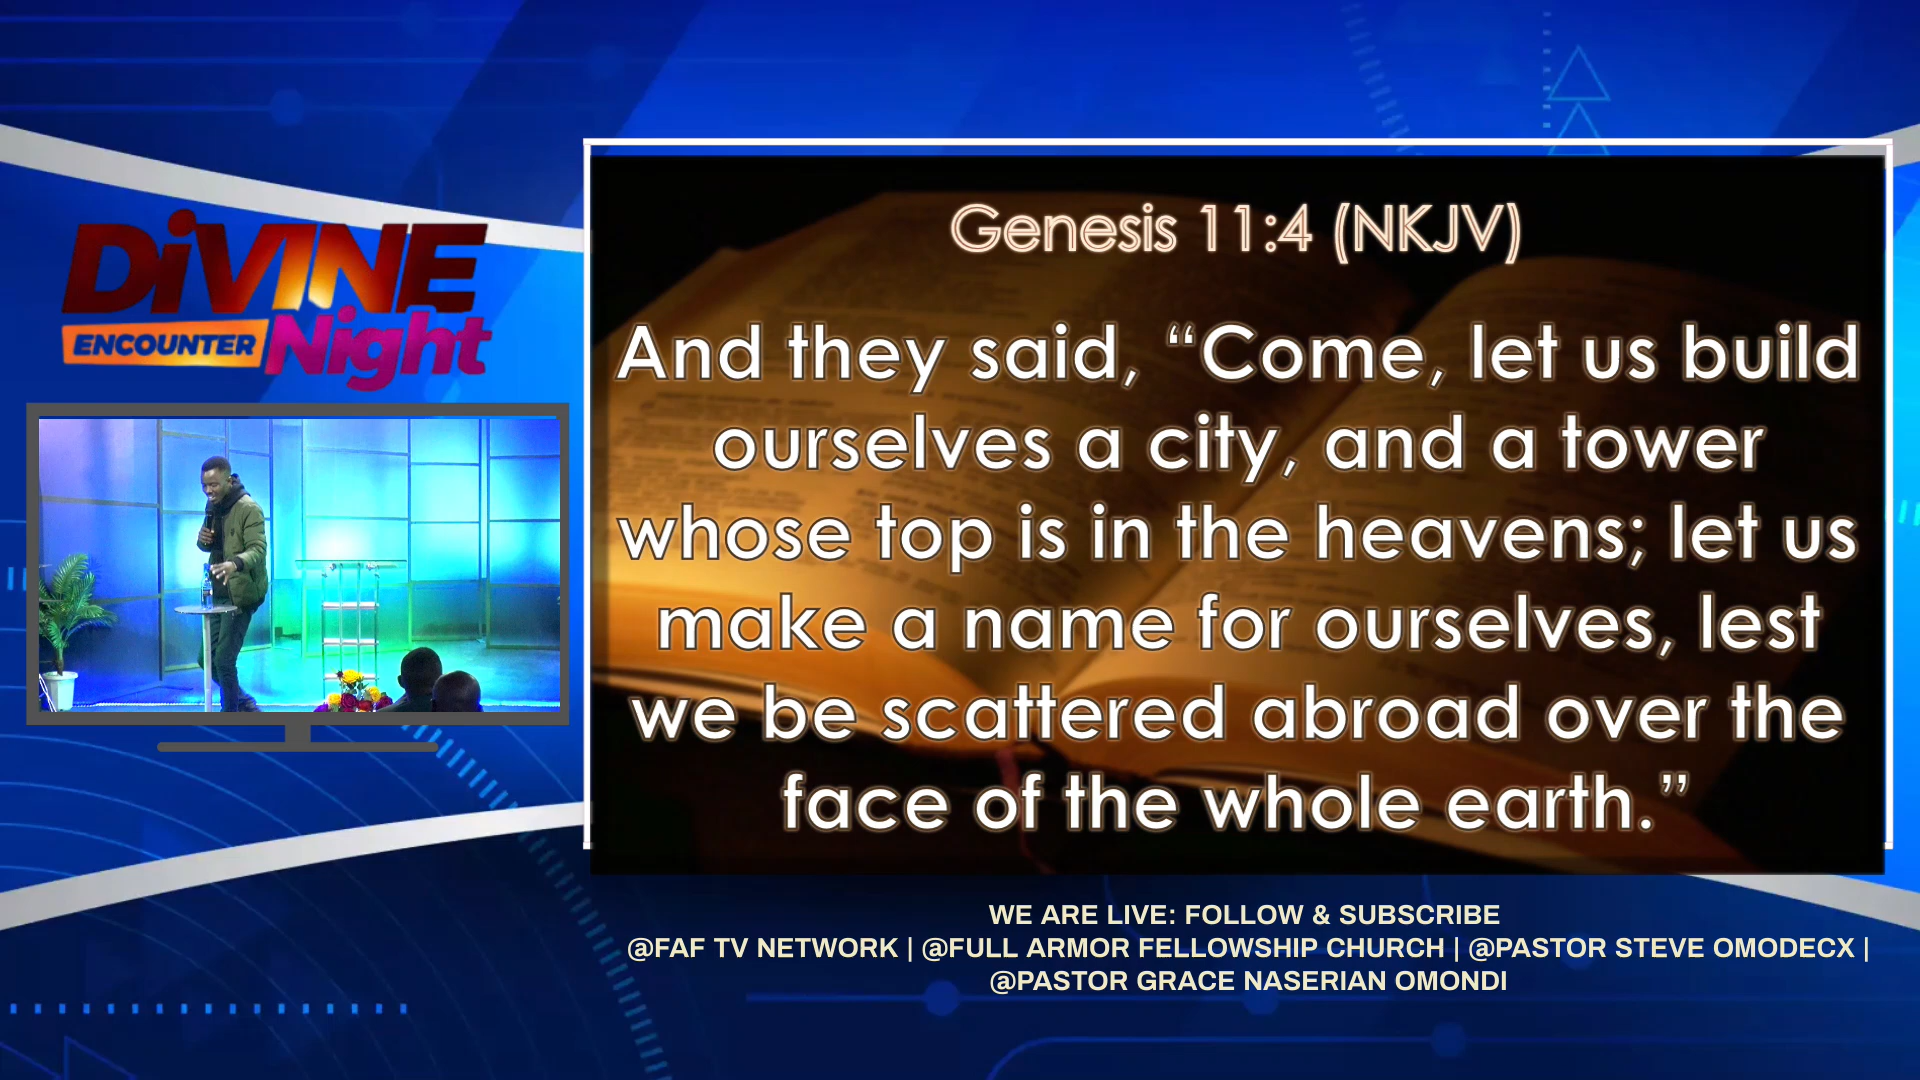 DiVINE
ENCOUNTER Night
Genesis 11:4 (NKJV)
And they said, “Come, let us build
ourselves a city, and a tower
whose top is in the heavens; let us
make a name for ourselves, lest
we be scattered abroad over the
face of the whole earth.”
WE ARE LIVE: FOLLOW & SUBSCRIBE
@FAF TV NETWORK | @FULL ARMOR FELLOWSHIP CHURCH | @PASTOR STEVE OMODECX |
@PASTOR GRACE NASERIAN OMONDI